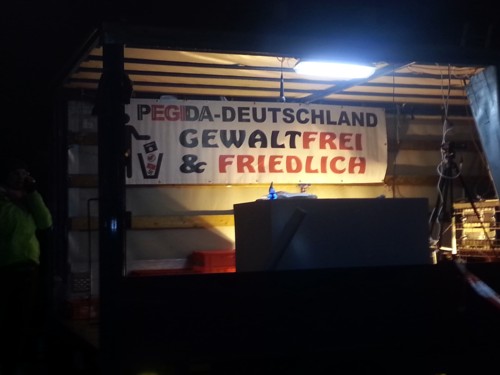 PEGIDA-DEUTSCHLAND
GEWALTFREI
& FRIEDLICH